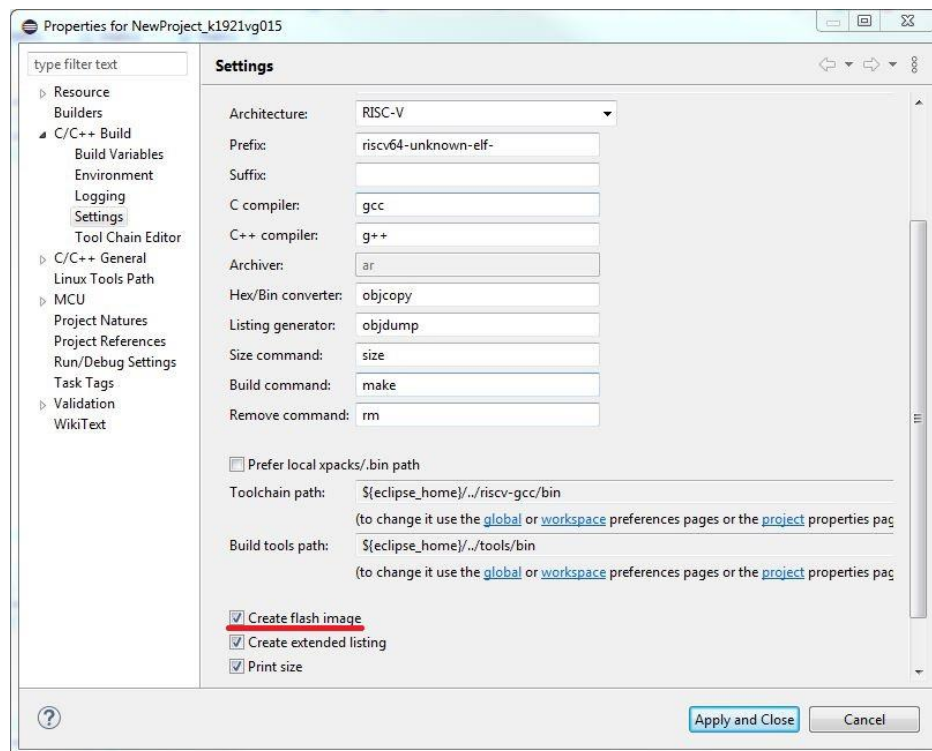 Properties for NewProject_k1921vg015
type filter text
Resource
Builders
C/C++ Build
Build Variables
Environment
Logging
Settings
Tool Chain Editor
C/C++ General
Linux Tools Path
MCU
Project Natures
Project References
Run/Debug Settings
Task Tags
Validation
WikiText
Settings
Architecture: RISC-V
Prefix: riscv64-unknown-elf-
Suffix:
C compiler: gcc
C++ compiler: g++
Archiver: ar
Hex/Bin converter: objcopy
Listing generator: objdump
Size command: size
Build command: make
Remove command: rm
Prefer local xpacks/.bin path
Toolchain path: ${eclipse_home}/../riscv-gcc/bin
(to change it use the global or workspace preferences pages or the project properties pag
Build tools path: ${eclipse_home}/../tools/bin
(to change it use the global or workspace preferences pages or the project properties pag
Create flash image
Create extended listing
Print size
Apply and Close
Cancel